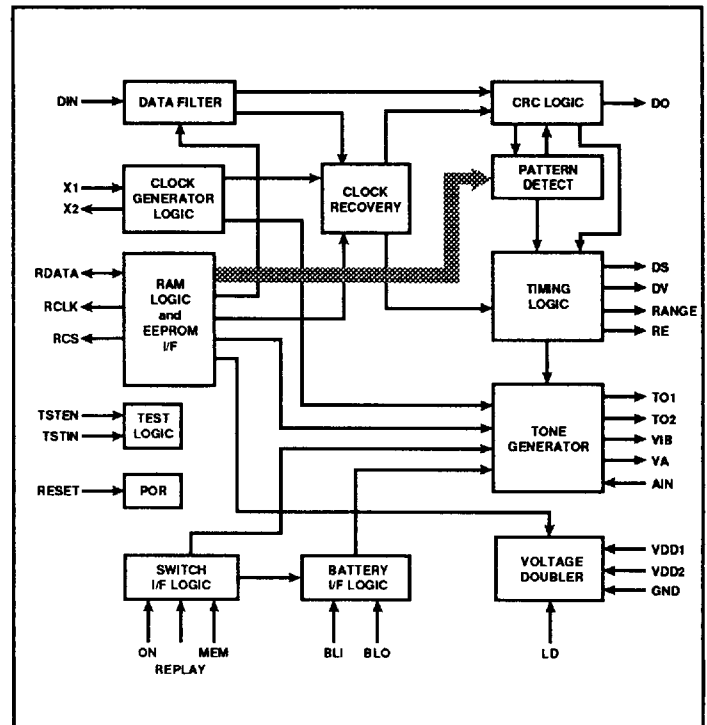 DIN
DATA FILTER
CRC LOGIC
DO
X1
X2
CLOCK
GENERATOR
LOGIC
CLOCK
RECOVERY
PATTERN
DETECT
RDATA
RCLK
RCS
RAM
LOGIC
and
EEPROM
I/F
TIMING
LOGIC
DS
DV
RANGE
RE
TSTEN
TSTIN
TEST
LOGIC
TONE
GENERATOR
TO1
TO2
VIB
VA
AIN
RESET
POR
SWITCH
I/F LOGIC
BATTERY
I/F LOGIC
VOLTAGE
DOUBLER
VDD1
VDD2
GND
ON
MEM
REPLAY
BLI
BLO
LD